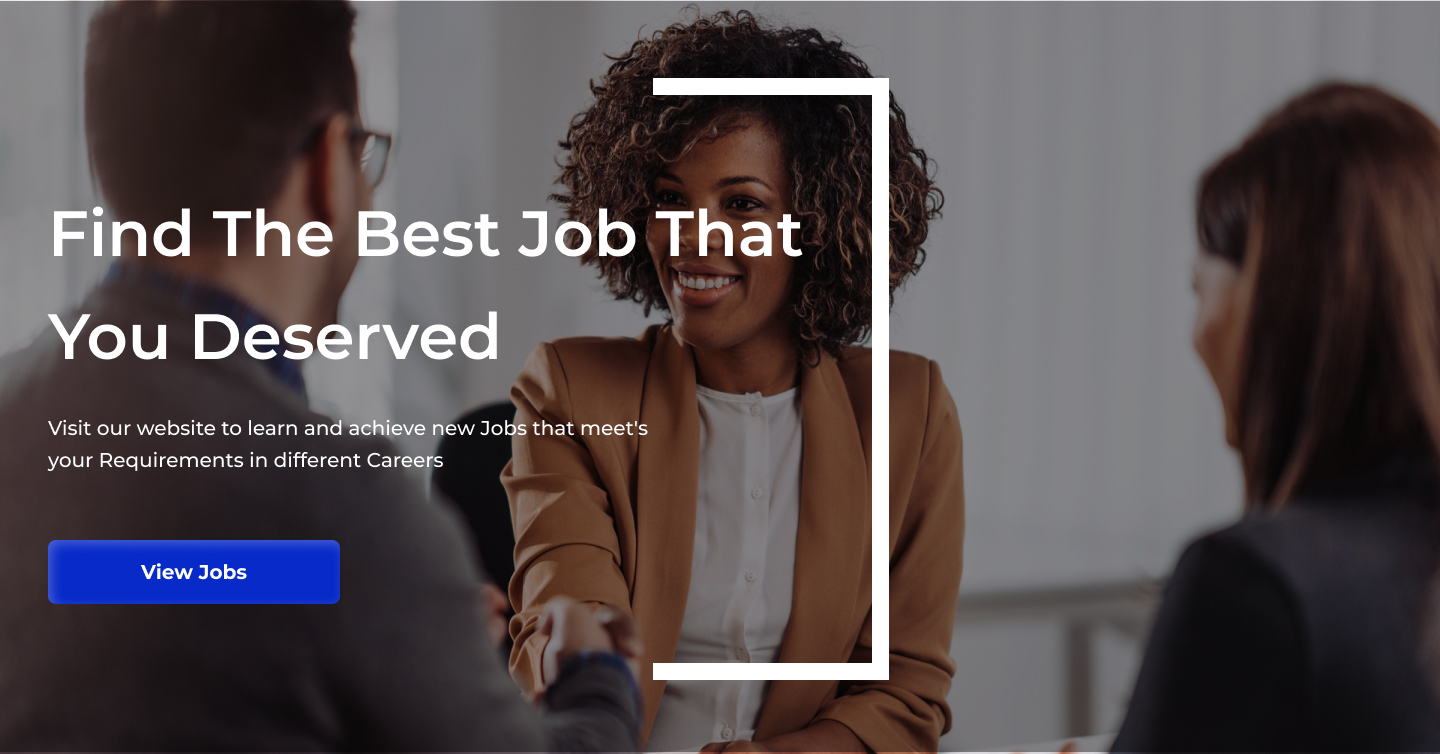 Find The Best Job That
You Deserved
Visit our website to learn and achieve new Jobs that meet's
your Requirements in different Careers
View Jobs